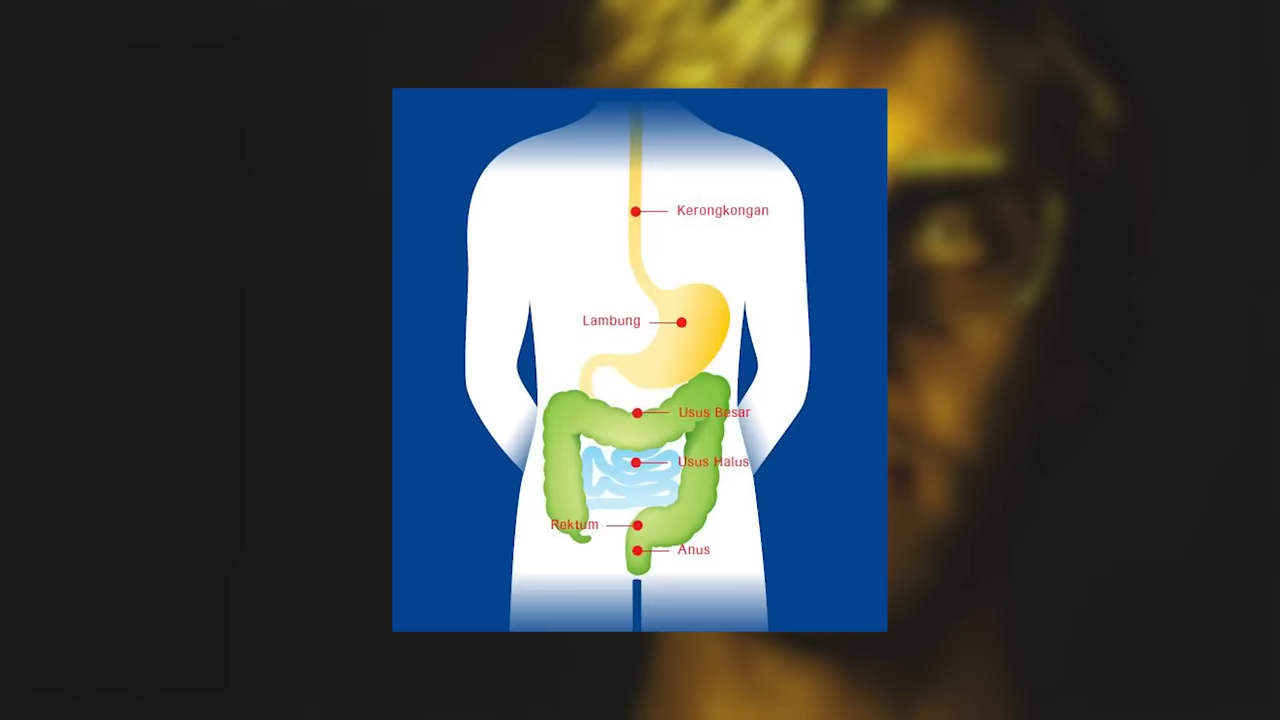 Kerongkongan
Lambung
Usus Besar
Usus Halus
Rektum
Anus